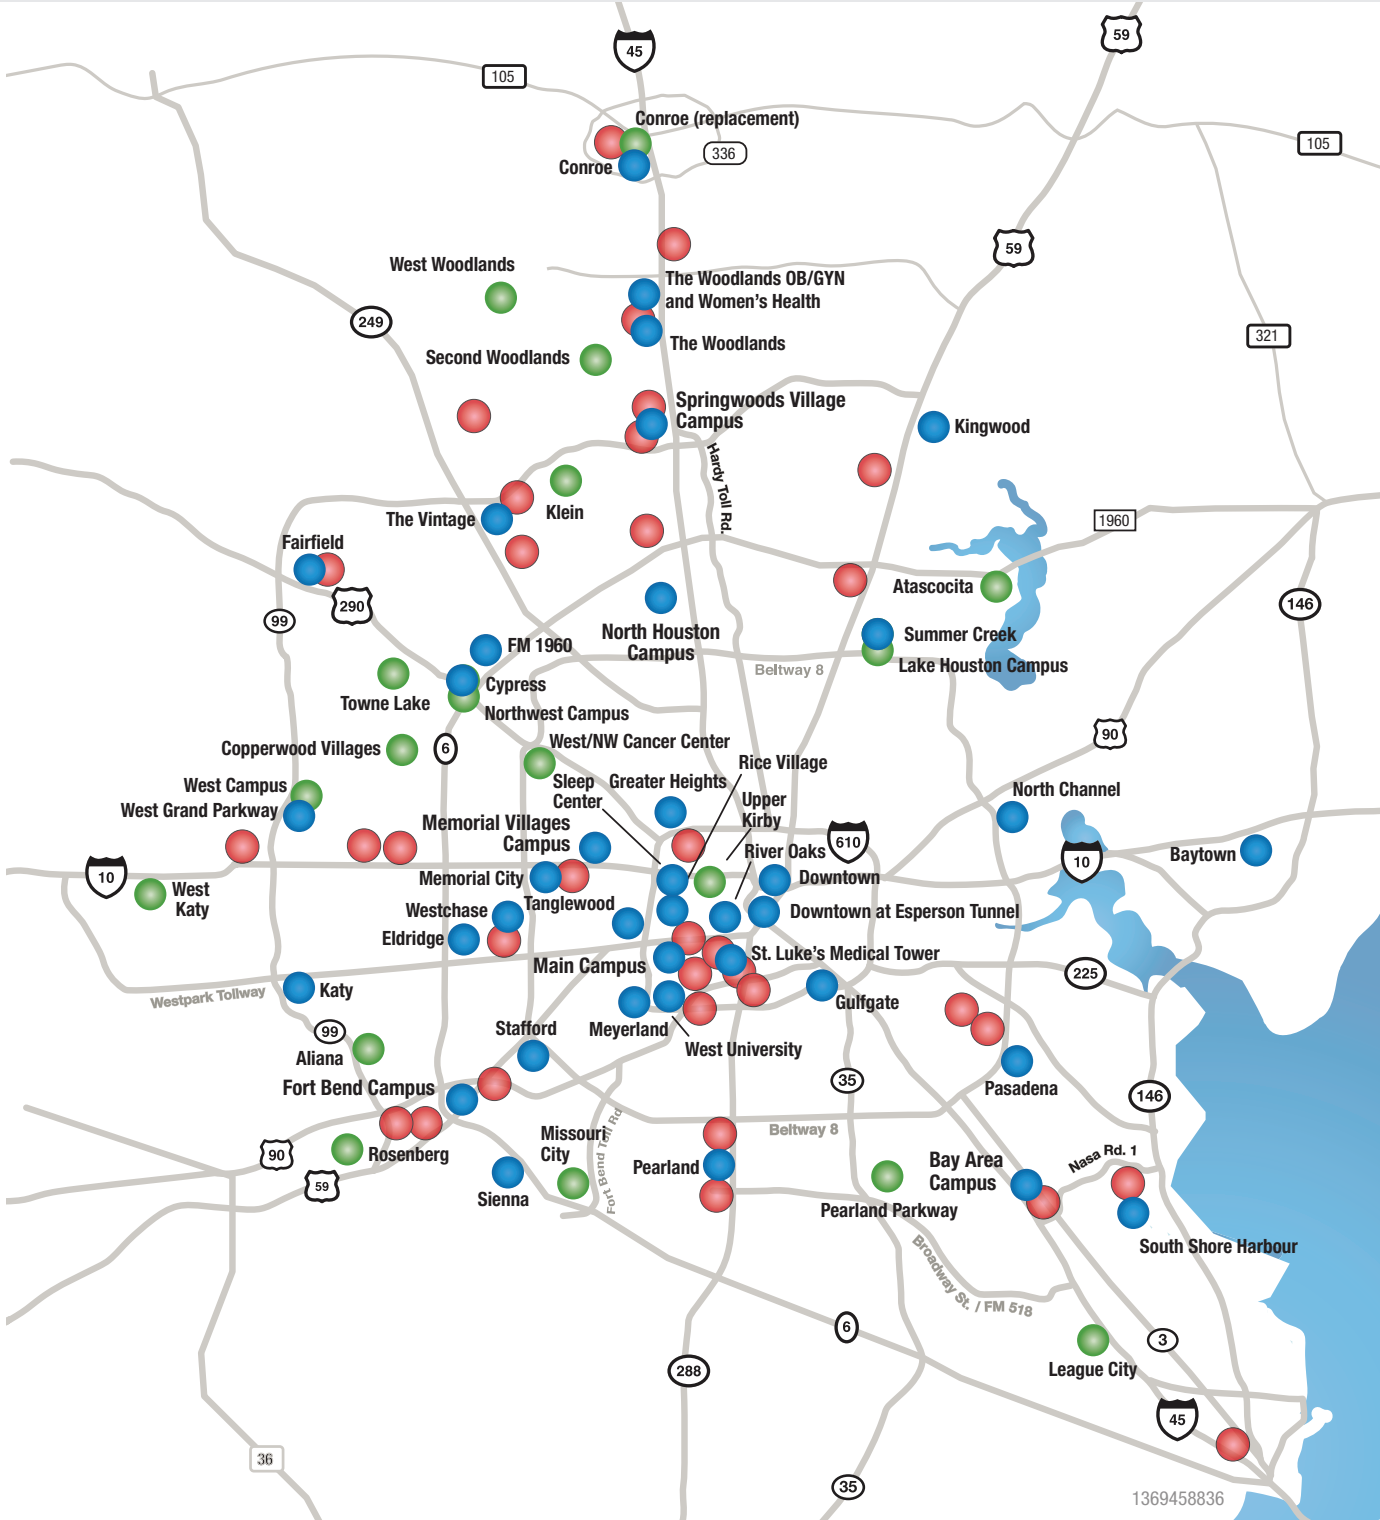 59
45
105
Conroe (replacement)
105
336
Conroe
59
West Woodlands
The Woodlands OB/GYN
and Women's Health
249
321
The Woodlands
Second Woodlands
Springwoods Village
Campus
Kingwood
Hardy Toll Rd.
Klein
The Vintage
1960
Fairfield
Atascocita
290
146
99
North Houston
Campus
Summer Creek
FM 1960
Lake Houston Campus
Beltway 8
Cypress
Towne Lake
Northwest Campus
90
West/NW Cancer Center
Copperwood Villages
6
Rice Village
Sleep
Center
Greater Heights
West Campus
North Channel
Upper
Kirby
West Grand Parkway
Memorial Villages
Campus
610
River Oaks
Baytown
10
10
Memorial City
Downtown
West
Katy
Tanglewood
Westchase
Downtown at Esperson Tunnel
Eldridge
St. Luke's Medical Tower
Main Campus
225
Katy
Westpark Tollway
Gulfgate
99
Stafford
Meyerland
West University
Aliana
35
Fort Bend Campus
Pasadena
146
Beltway 8
90
Missouri
City
Fort Bend Toll Rd
Rosenberg
Nasa Rd. 1
Bay Area
Campus
Pearland
59
Sienna
Pearland Parkway
South Shore Harbour
Broadway St. / FM 518
6
3
288
League City
45
36
35
1369458836